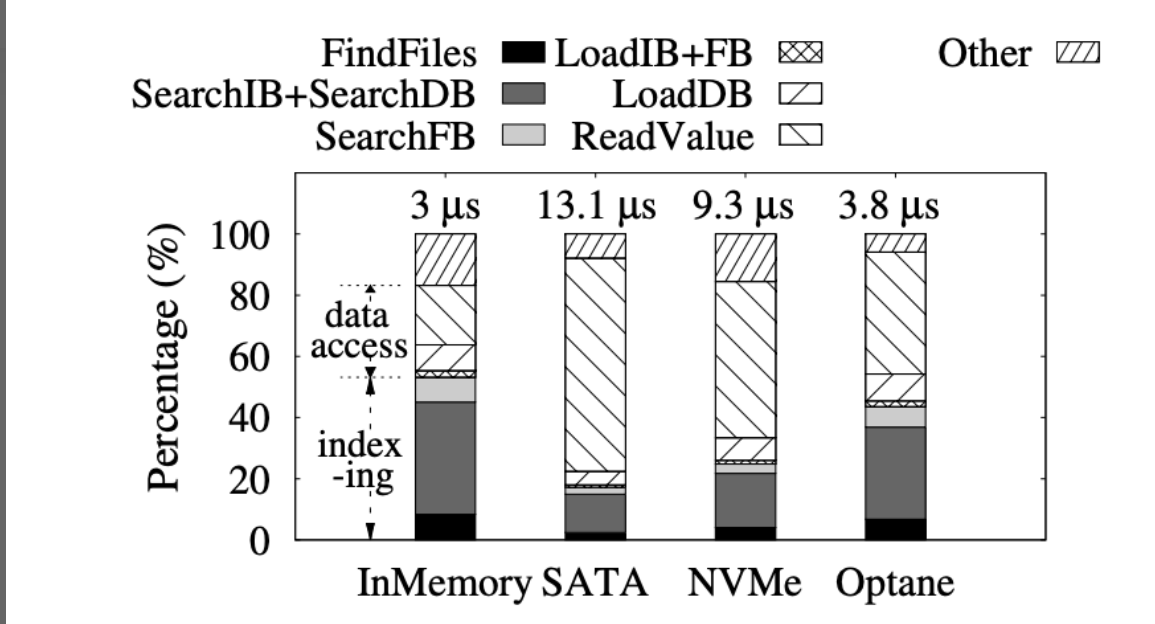 FindFiles LoadIB+FB Other
SearchIB+SearchDB LoadDB
SearchFB ReadValue
3 μs 13.1 μs 9.3 μs 3.8 μs
Percentage (%)
100
80
60
40
20
0
data
access
index
-ing
InMemory SATA NVMe Optane